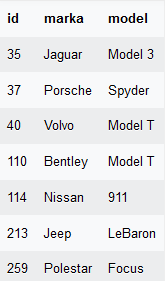 id marka model
35 Jaguar Model 3
37 Porsche Spyder
40 Volvo Model T
110 Bentley Model T
114 Nissan 911
213 Jeep LeBaron
259 Polestar Focus